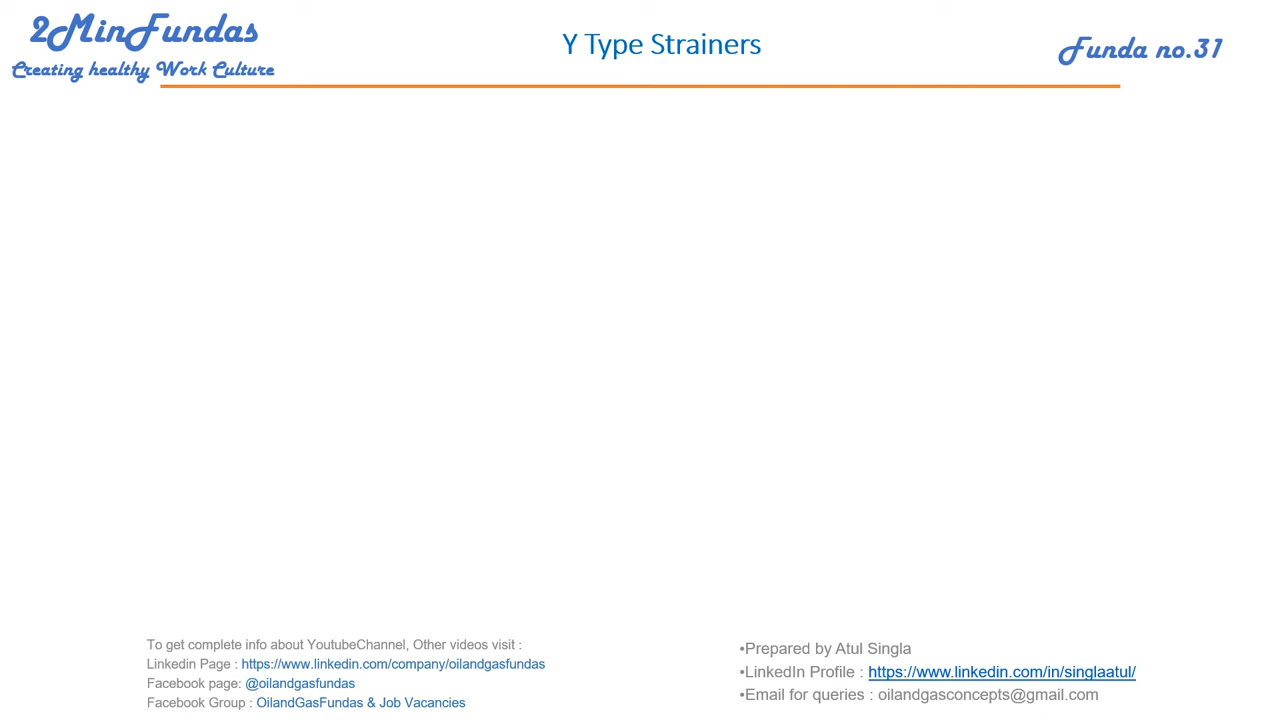 2MinFundas
Creating healthy Work Culture
Y Type Strainers
Funda no.31
To get complete info about YoutubeChannel, Other videos visit :
Linkedin Page : https://www.linkedin.com/company/oilandgasfundas
Facebook page: @oilandgasfundas
Facebook Group : OilandGasFundas & Job Vacancies
•Prepared by Atul Singla
•LinkedIn Profile : https://www.linkedin.com/in/singlaatul/
•Email for queries : oilandgasconcepts@gmail.com